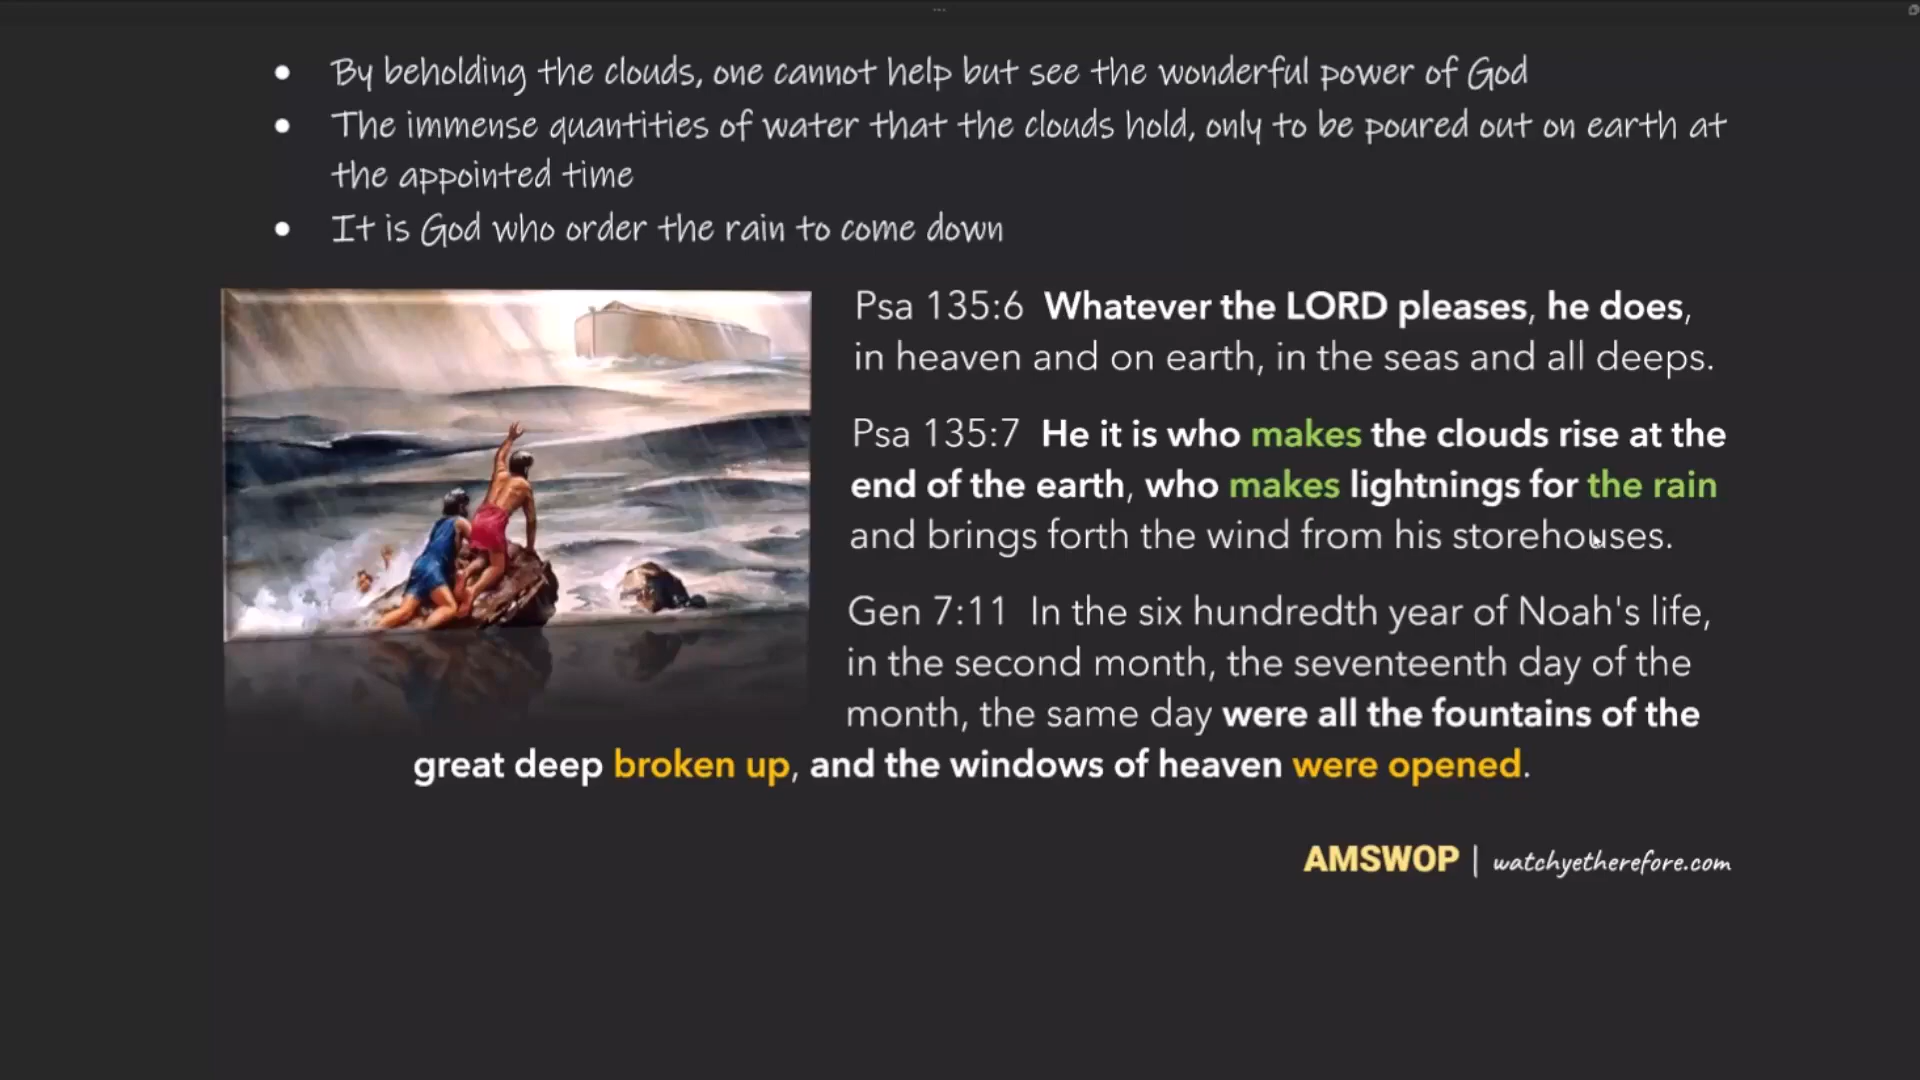 • By beholding the clouds, one cannot help but see the wonderful power of God
• The immense quantities of water that the clouds hold, only to be poured out on earth at
the appointed time
• It is God who order the rain to come down
Psa 135:6 Whatever the LORD pleases, he does,
in heaven and on earth, in the seas and all deeps.
Psa 135:7 He it is who makes the clouds rise at the
end of the earth, who makes lightnings for the rain
and brings forth the wind from his storehouses.
Gen 7:11 In the six hundredth year of Noah's life,
in the second month, the seventeenth day of the
month, the same day were all the fountains of the
great deep broken up, and the windows of heaven were opened.
AMSWOP | watchyetherefore.com